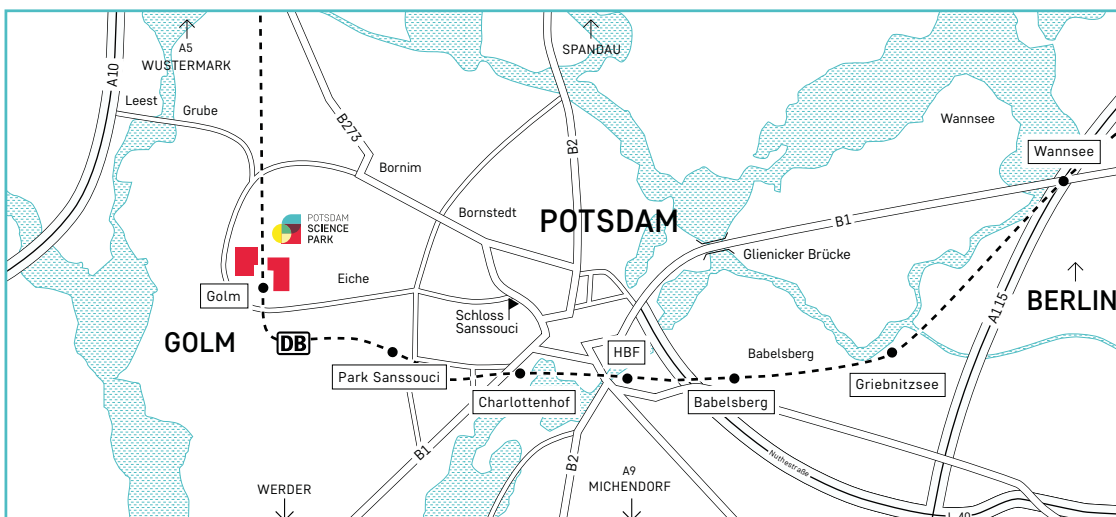 A5
WUSTERMARK
SPANDAU
A10
Leest
Grube
B273
B2
Wannsee
Wannsee
Bornim
POTSDAM
SCIENCE
PARK
Bornstedt
POTSDAM
B1
Glienicker Brücke
Eiche
Golm
Schloss
Sanssouci
A115
BERLIN
GOLM
DB
HBF
Babelsberg
Park Sanssouci
Griebnitzsee
Charlottenhof
Babelsberg
B1
B2
Nuthestraße
A9
MICHENDORF
WERDER
L 40